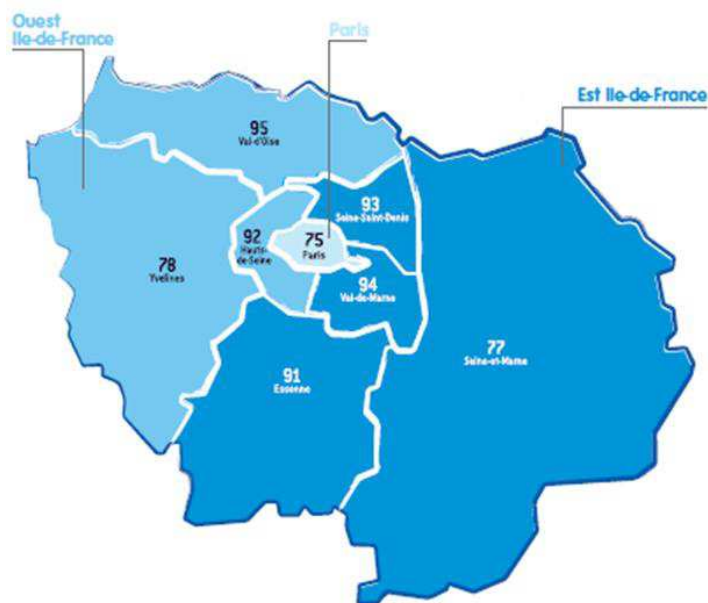 Ouest
Ile-de-France
Paris
Est Ile-de-France
95
Val-d'Oise
93
Seine-Saint-Denis
92
Hauts-
de-Seine
75
Paris
78
Yvelines
94
Val-de-Marne
77
Seine-et-Marne
91
Essonne